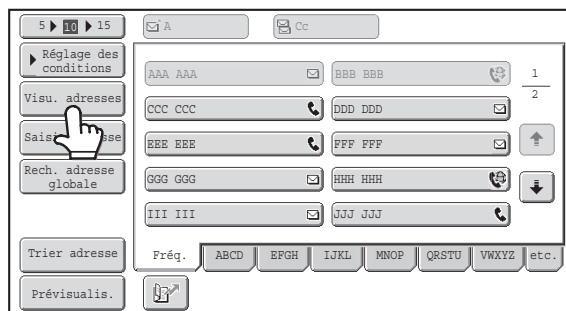 5 10 15
A
Cc
Réglage des
conditions
Visu. adresses
Rech. adresse
globale
Trier adresse
Prévisualis.
AAA AAA
BBB BBB
CCC CCC
DDD DDD
EEE EEE
FFF FFF
GGG GGG
HHH HHH
III III
JJJ JJJ
1
2
Fréq.
ABCD
EFGH
IJKL
MNOP
QRSTU
VWXYZ
etc.